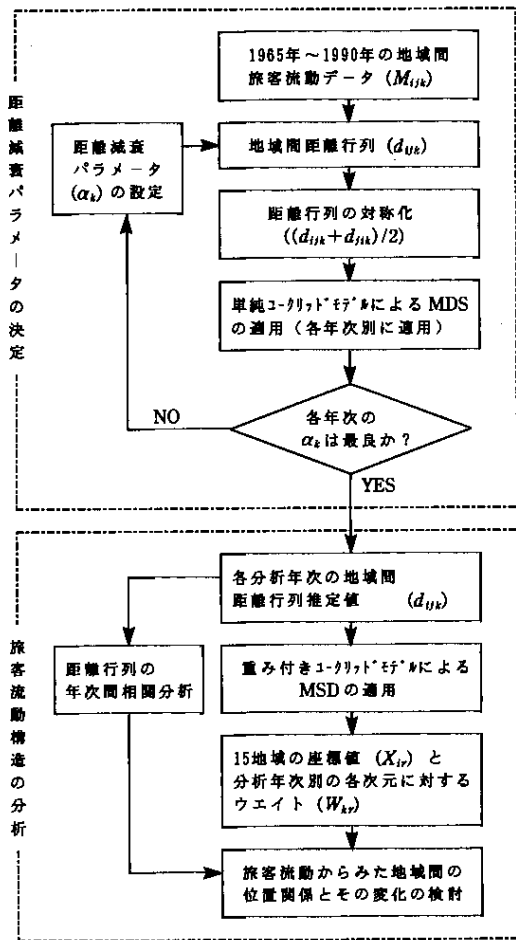 距離減衰パラメータの決定
1965年～1990年の地域間
旅客流動データ (Mijk)
距離減衰
パラメータ
(αk) の設定
地域間距離行列 (dijk)
距離行列の対称化
((dijk+djik)/2)
単純ユークリッドモデルによるMDS
の適用（各年次別に適用）
各年次の
αkは最良か？
NO
YES
旅客流動構造の分析
各分析年次の地域間
距離行列推定値 (dijk)
距離行列の
年次間相関分析
重み付きユークリッドモデルによる
MSDの適用
15地域の座標値 (Xir) と
分析年次別の各次元に対する
ウエイト (Wkr)
旅客流動からみた地域間の
位置関係とその変化の検討